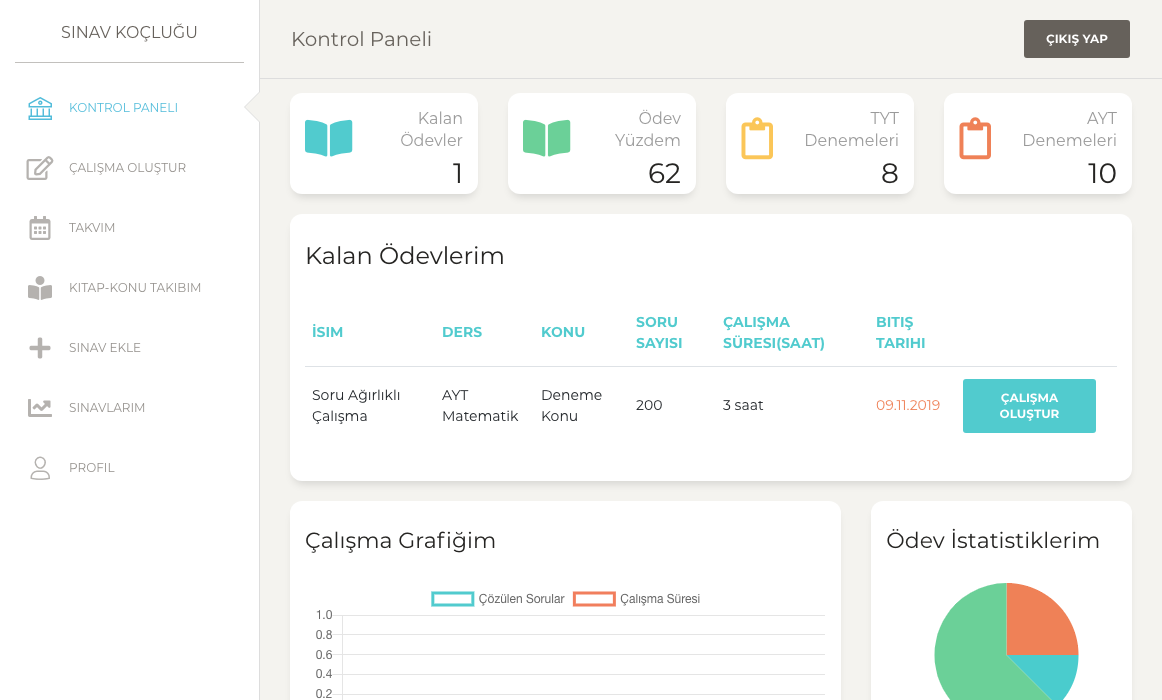 SINAV KOÇLUĞU
KONTROL PANELI
ÇALIŞMA OLUŞTUR
TAKVIM
KITAP-KONU TAKIBIM
SINAV EKLE
SINAVLARIM
PROFIL
Kontrol Paneli
ÇIKIŞ YAP
Kalan
Ödevler
1
Ödev
Yüzdem
62
TYT
Denemeleri
8
AYT
Denemeleri
10
Kalan Ödevlerim
İSIM
DERS
KONU
SORU
SAYISI
ÇALIŞMA
SÜRESI(SAAT)
BITIŞ
TARIHI
Soru Ağırlıklı
Çalışma
AYT
Matematik
Deneme
Konu
200
3 saat
09.11.2019
ÇALIŞMA
OLUŞTUR
Çalışma Grafiğim
Çözülen Sorular
Çalışma Süresi
1.0
0.8
0.6
0.4
0.2
Ödev İstatistiklerim